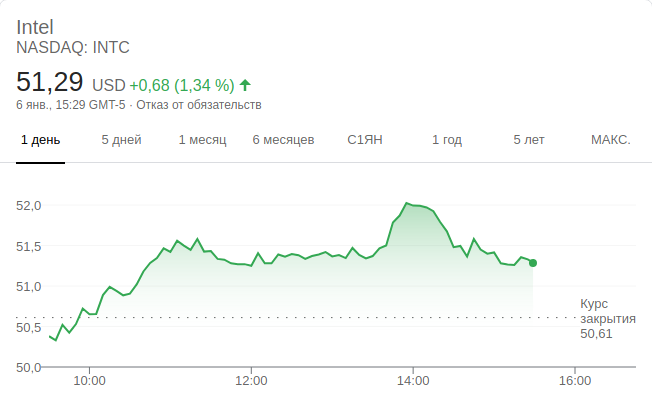 Intel
NASDAQ: INTC
51,29 USD +0,68 (1,34 %)
6 янв., 15:29 GMT-5 · Отказ от обязательств
1 день 5 дней 1 месяц 6 месяцев С1ЯН 1 год 5 лет МАКС.
52,0
51,5
51,0
Курс
закрытия
50,61
50,5
50,0
10:00 12:00 14:00 16:00